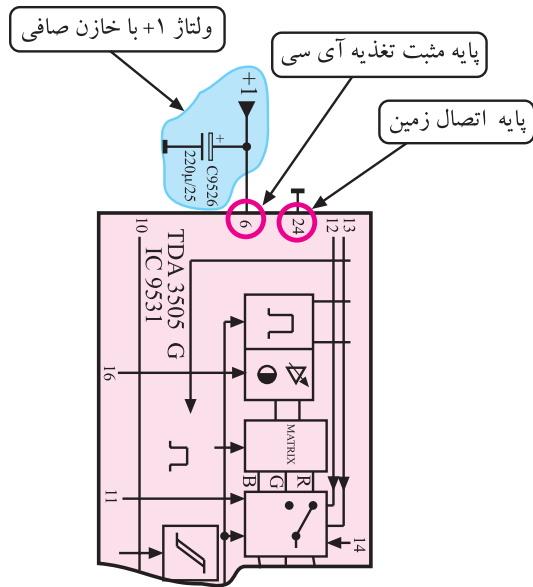 ولتاژ ۱+ با خازن صافی
پایه مثبت تغذیه آی سی
پایه اتصال زمین
+1
+
C9526
220µ/25
10
6
24
12
13
TDA 3505 G
IC 9531
16
MATRIX
B
G
R
11
14